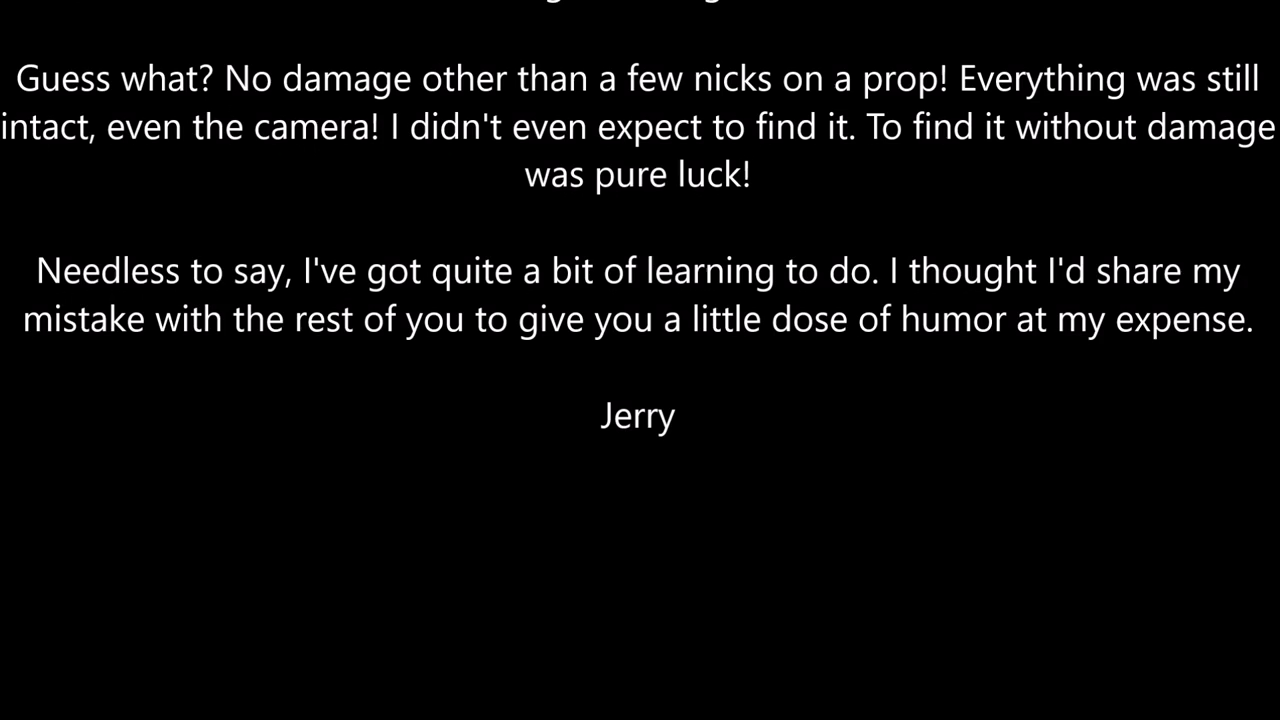 Guess what? No damage other than a few nicks on a prop! Everything was still
intact, even the camera! I didn't even expect to find it. To find it without damage
was pure luck!
Needless to say, I've got quite a bit of learning to do. I thought I'd share my
mistake with the rest of you to give you a little dose of humor at my expense.
Jerry